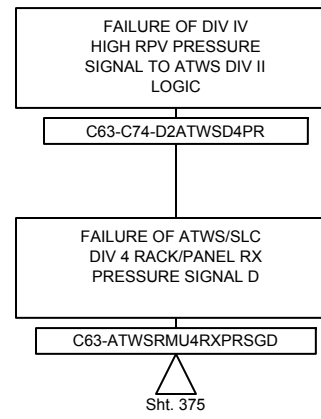 FAILURE OF DIV IV
HIGH RPV PRESSURE
SIGNAL TO ATWS DIV II
LOGIC
C63-C74-D2ATWSD4PR
FAILURE OF ATWS/SLC
DIV 4 RACK/PANEL RX
PRESSURE SIGNAL D
C63-ATWSRMU4RXPRSGD
Sht. 375